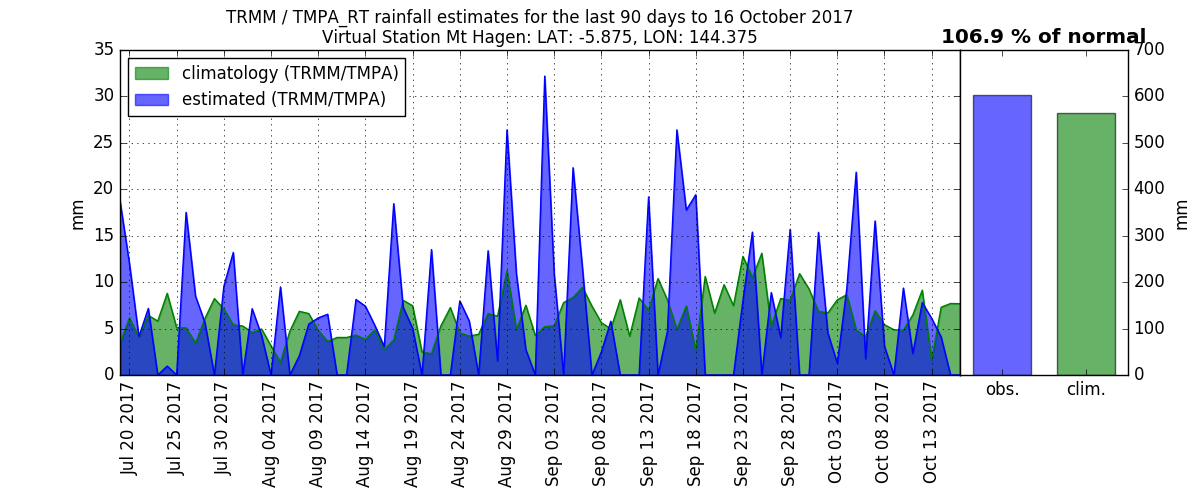 TRMM / TMPA_RT rainfall estimates for the last 90 days to 16 October 2017
Virtual Station Mt Hagen: LAT: -5.875, LON: 144.375
106.9 % of normal
climatology (TRMM/TMPA)
estimated (TRMM/TMPA)
35
30
25
20
15
10
5
0
mm
Jul 20 2017
Jul 25 2017
Jul 30 2017
Aug 04 2017
Aug 09 2017
Aug 14 2017
Aug 19 2017
Aug 24 2017
Aug 29 2017
Sep 03 2017
Sep 08 2017
Sep 13 2017
Sep 18 2017
Sep 23 2017
Sep 28 2017
Oct 03 2017
Oct 08 2017
Oct 13 2017
obs.
clim.
700
600
500
400
300
200
100
0
mm